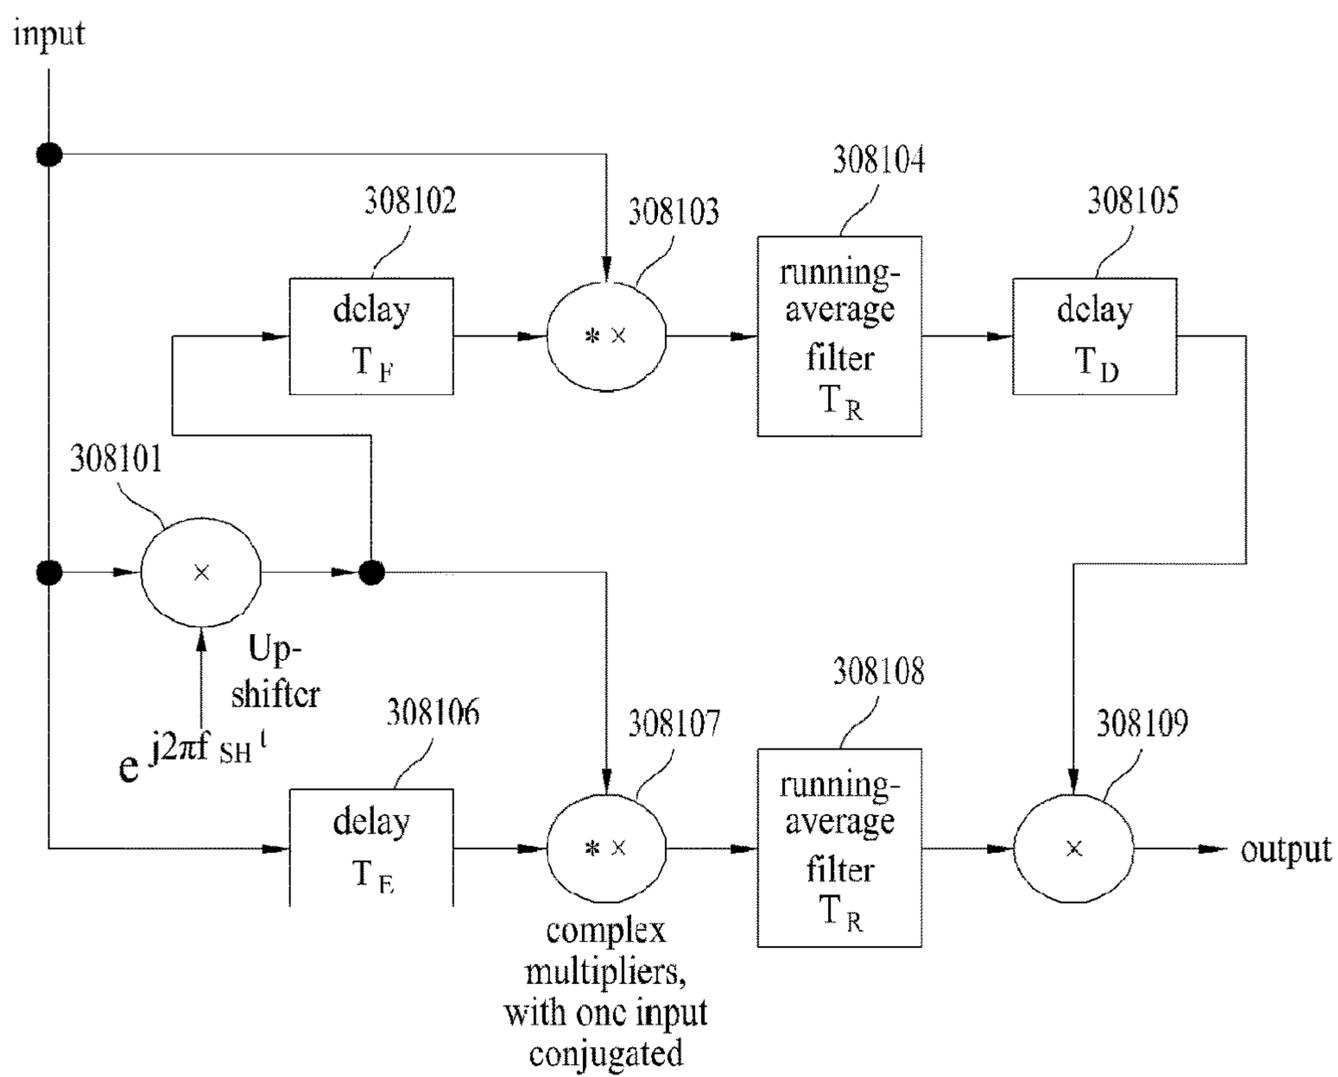 input
308102
308103
308104
308105
delay
T F
* ×
running-
average
filter
T R
delay
T D
308101
×
Up-
shifter
e j2πf SH t
308106
308107
308108
308109
delay
T E
* ×
running-
average
filter
T R
×
output
complex
multipliers,
with one input
conjugated